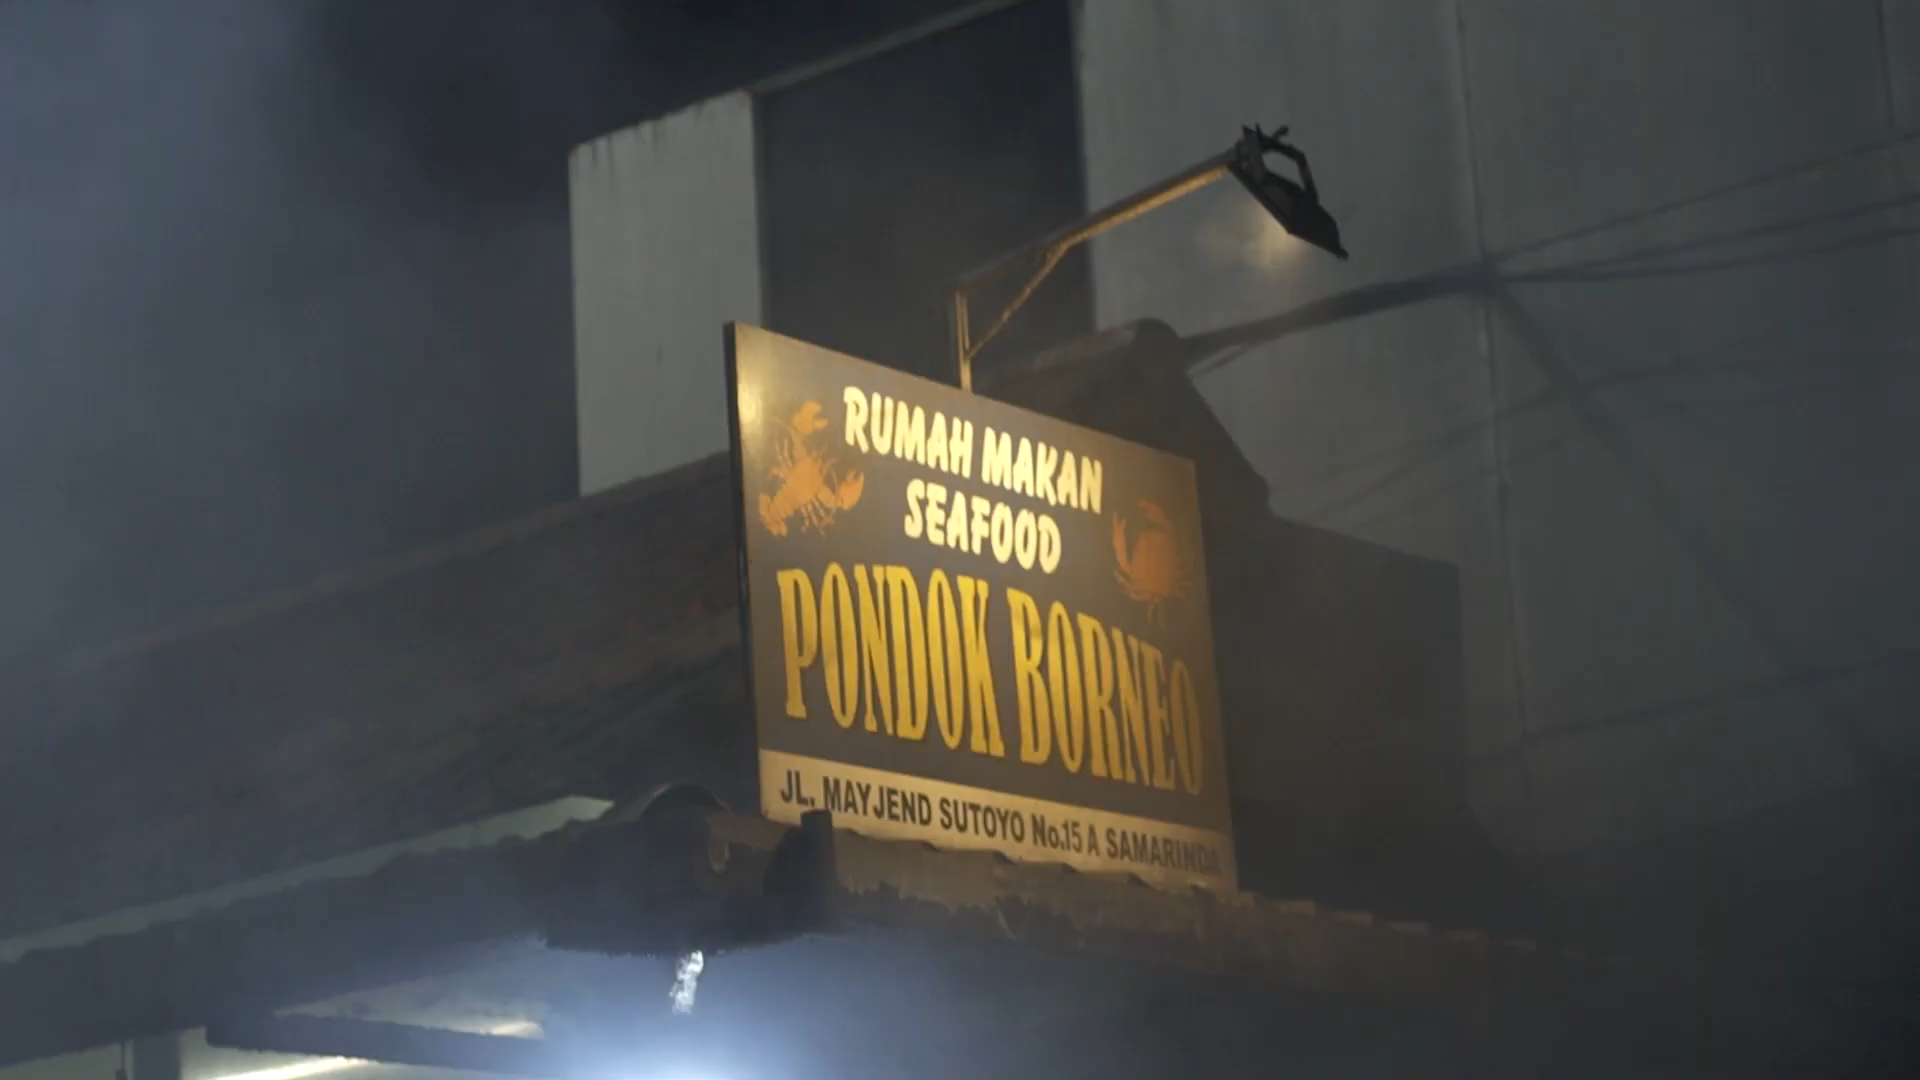 RUMAH MAKAN
SEAFOOD
PONDOK BORNEO
JL. MAYJEND SUTOYO No.15 A SAMARINDA